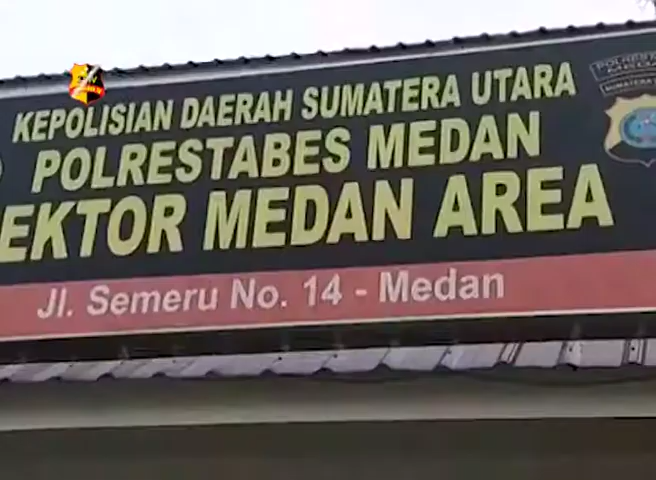 KEPOLISIAN DAERAH SUMATERA UTARA
POLRESTABES MEDAN
EKTOR MEDAN AREA
Jl. Semeru No. 14 - Medan